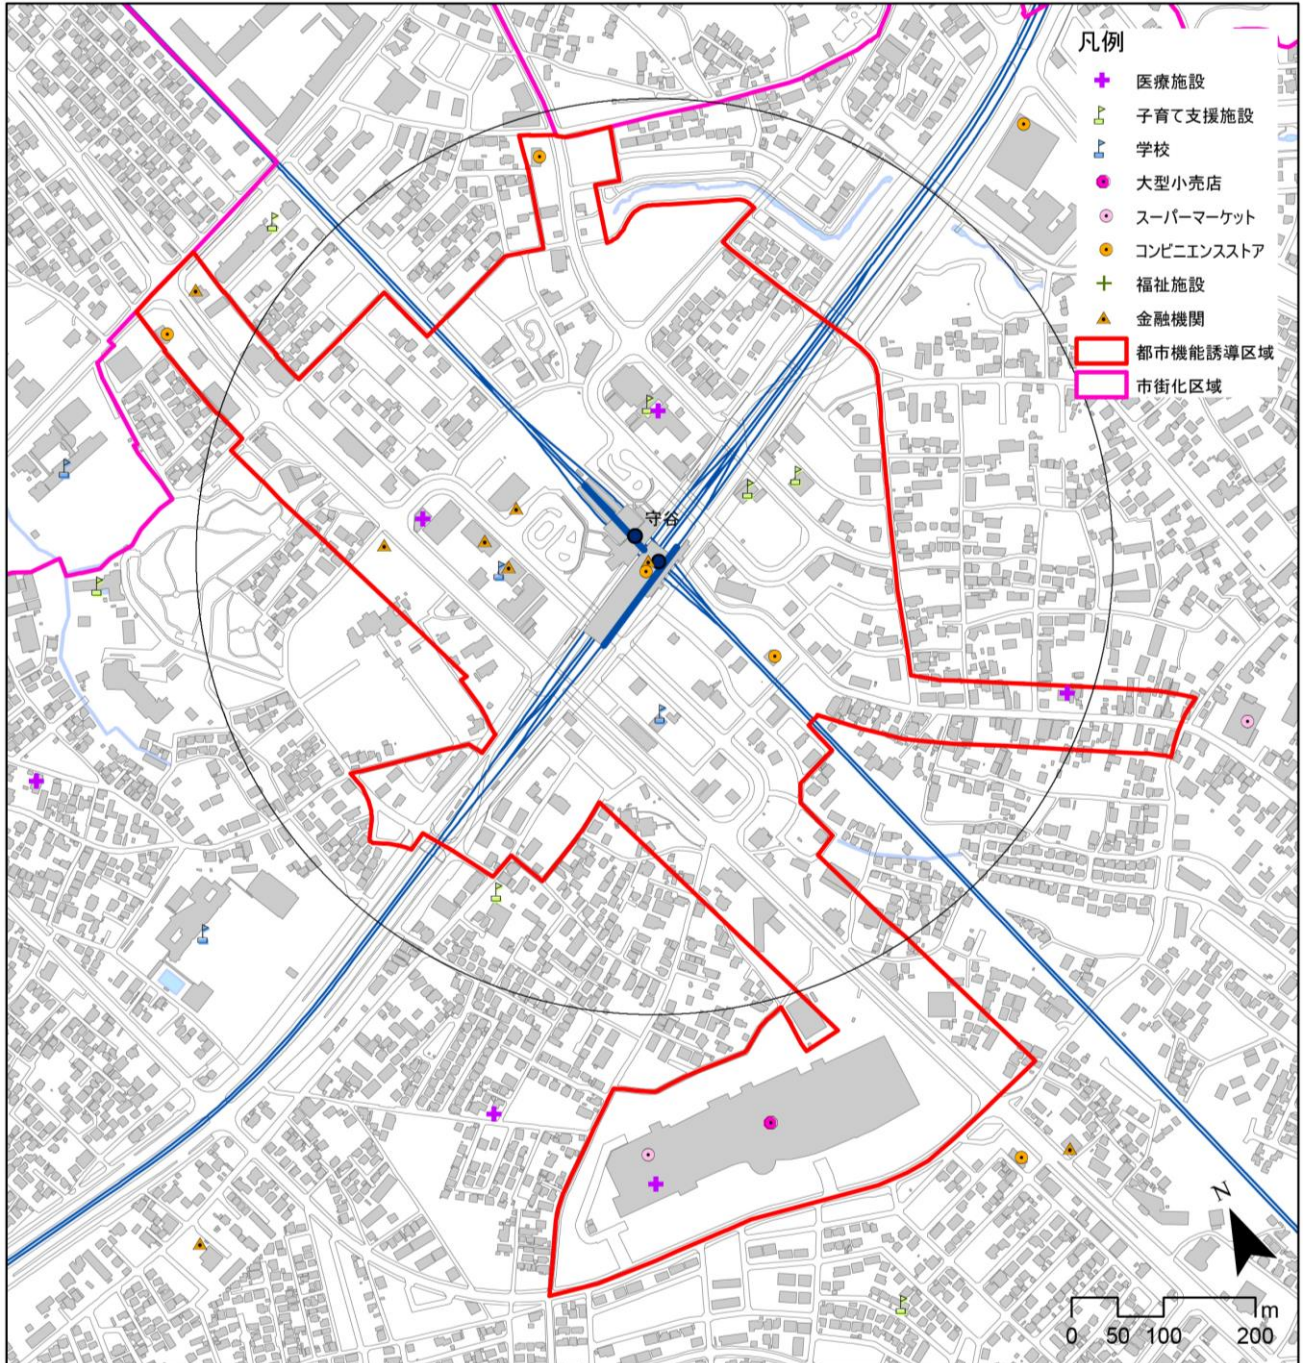 凡例
医療施設
子育て支援施設
学校
大型小売店
スーパーマーケット
コンビニエンスストア
福祉施設
金融機関
都市機能誘導区域
市街化区域
守谷
N
m
0 50 100 200